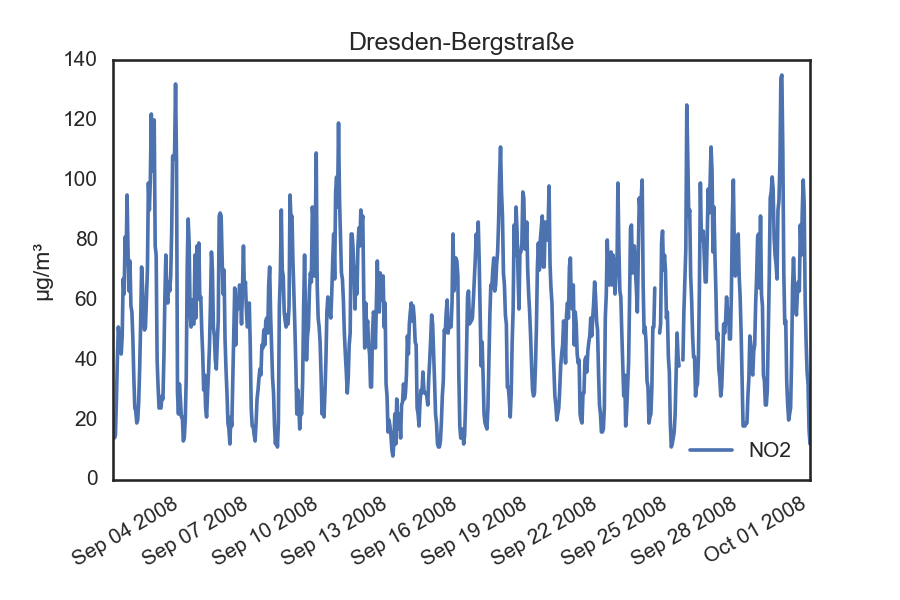 Dresden-Bergstraße
140
120
100
80
60
40
20
0
µg/m³
NO2
Sep 04 2008
Sep 07 2008
Sep 10 2008
Sep 13 2008
Sep 16 2008
Sep 19 2008
Sep 22 2008
Sep 25 2008
Sep 28 2008
Oct 01 2008